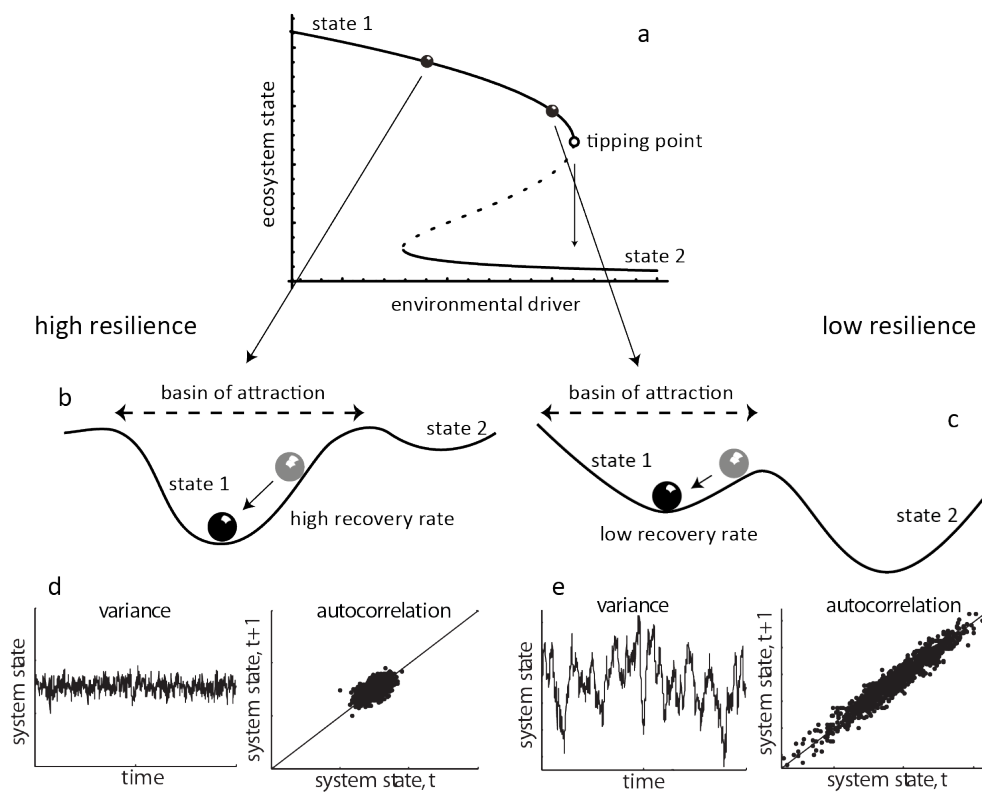 state 1
a
ecosystem state
tipping point
state 2
environmental driver
high resilience
low resilience
b
basin of attraction
state 2
state 1
high recovery rate
basin of attraction
c
state 1
state 2
low recovery rate
d
variance
system state
time
autocorrelation
system state, t+1
system state, t
e
variance
system state
time
autocorrelation
system state, t+1
system state, t